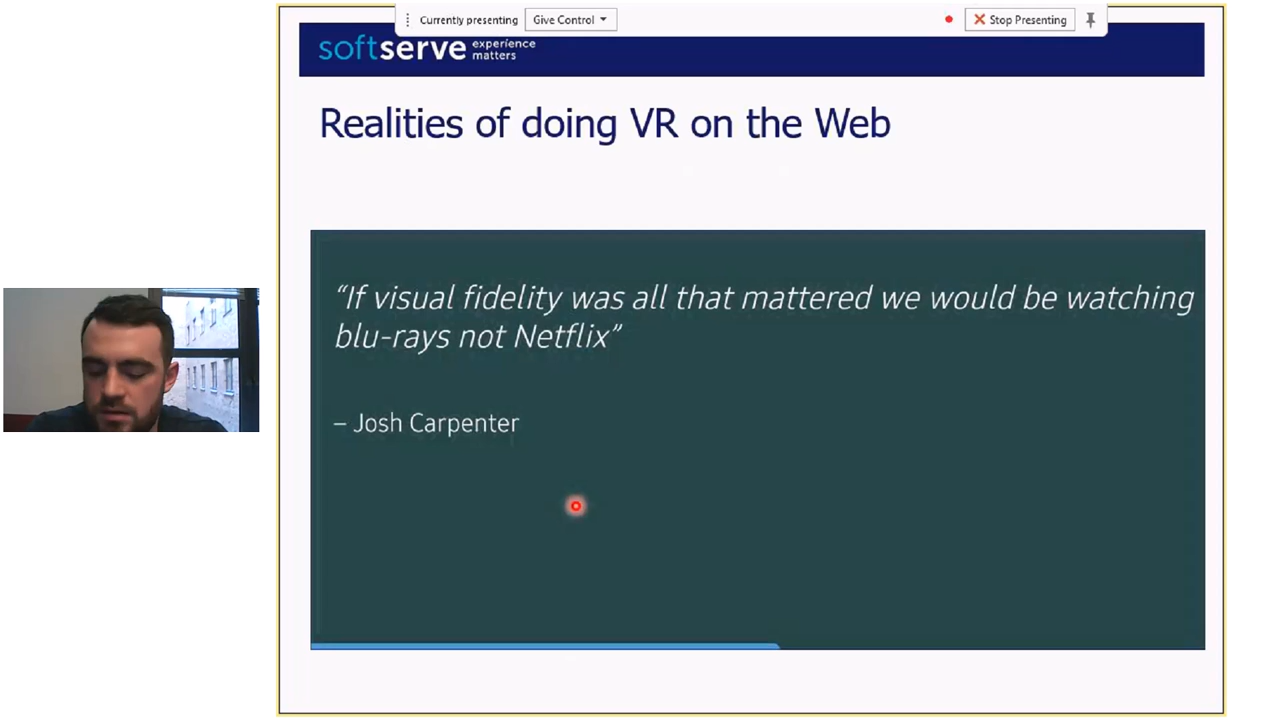 Currently presenting Give Control Stop Presenting
softserve experience matters
Realities of doing VR on the Web
“If visual fidelity was all that mattered we would be watching
blu-rays not Netflix”
– Josh Carpenter